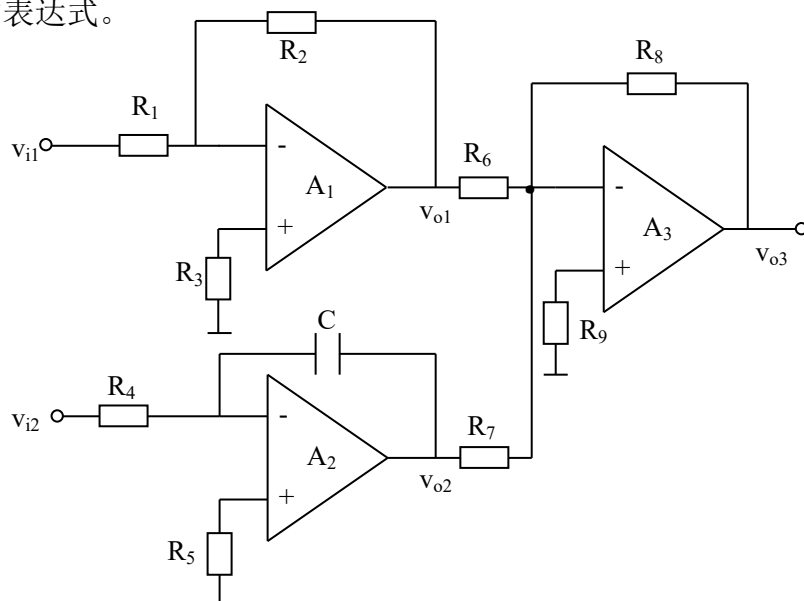 表达式。
R₂
R₈
R₁
R₆
vᵢ₁
-
-
A₁
vₒ₁
A₃
+
vₒ₃
R₃
+
C
R₉
R₄
R₇
vᵢ₂
-
A₂
vₒ₂
+
R₅